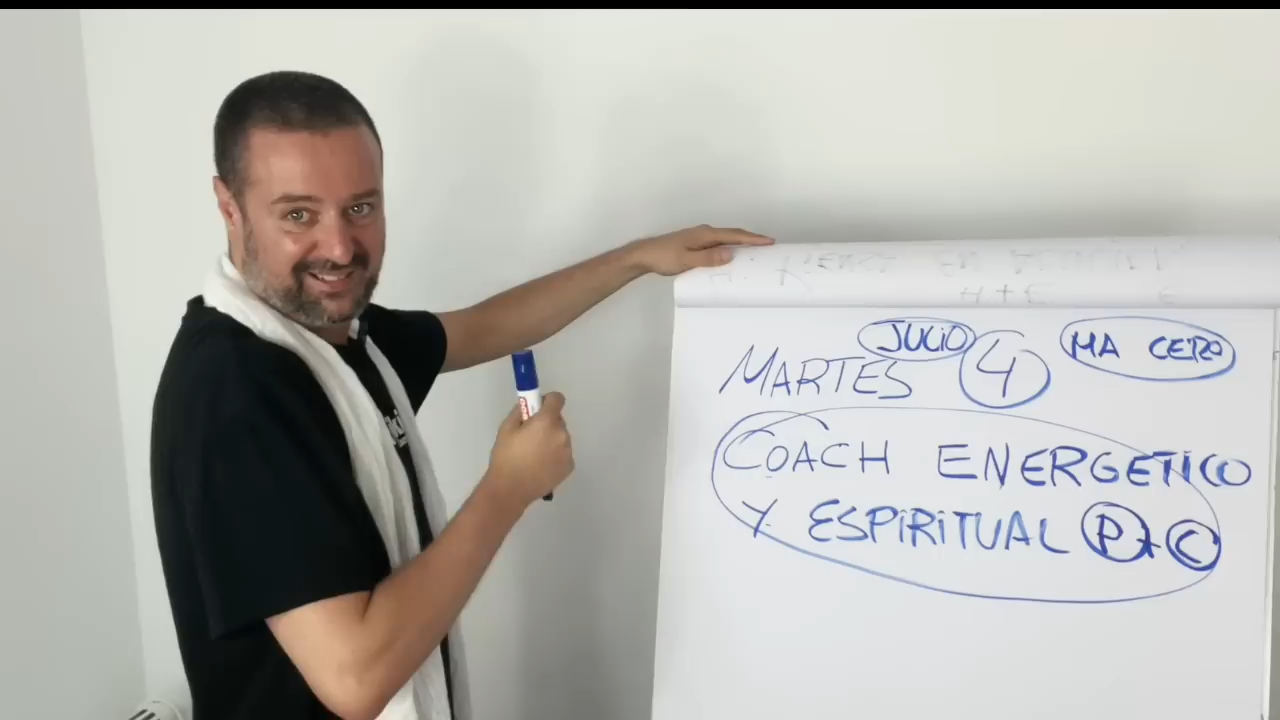 JULIO
MA CERO
MARTES 4
COACH ENERGETICO
Y ESPIRITUAL P+C